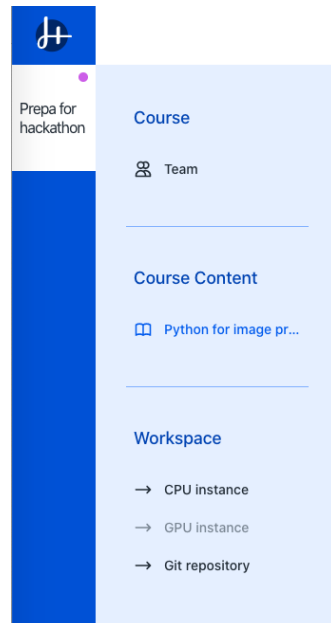 Prepa for
hackathon
Course
Team
Course Content
Python for image pr...
Workspace
CPU instance
GPU instance
Git repository